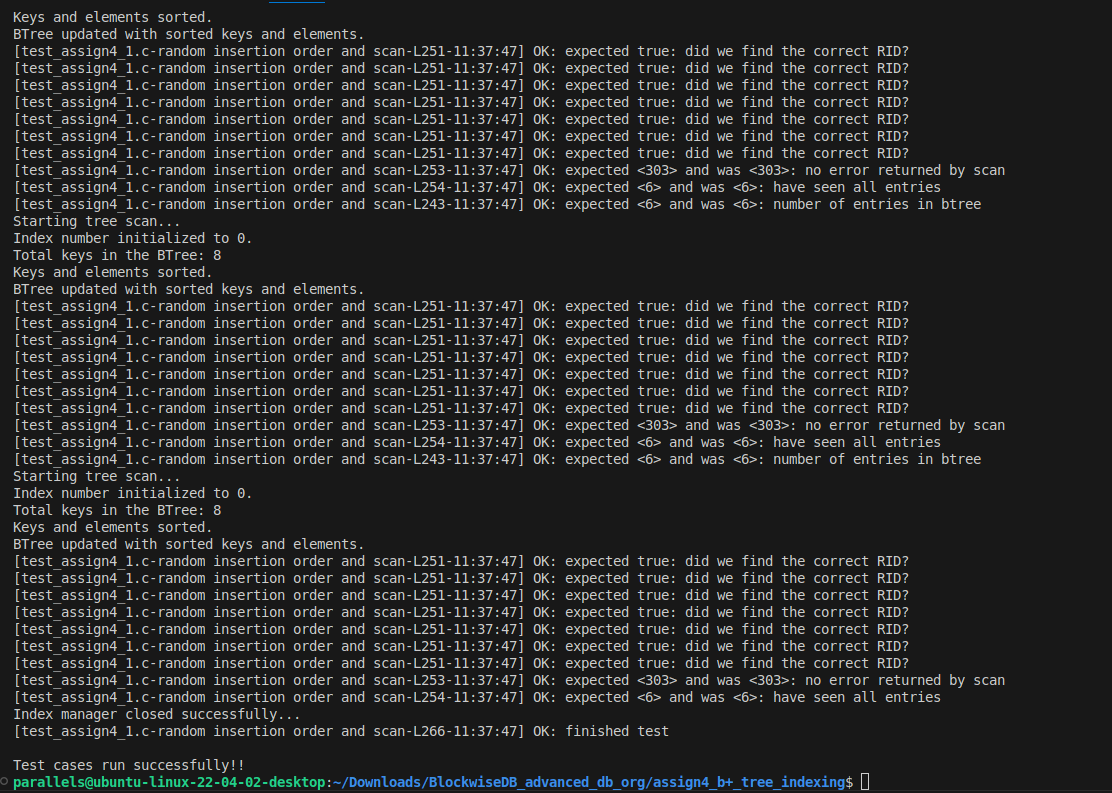 Keys and elements sorted.
BTree updated with sorted keys and elements.
[test_assign4_1.c-random insertion order and scan-L251-11:37:47] OK: expected true: did we find the correct RID?
[test_assign4_1.c-random insertion order and scan-L251-11:37:47] OK: expected true: did we find the correct RID?
[test_assign4_1.c-random insertion order and scan-L251-11:37:47] OK: expected true: did we find the correct RID?
[test_assign4_1.c-random insertion order and scan-L251-11:37:47] OK: expected true: did we find the correct RID?
[test_assign4_1.c-random insertion order and scan-L251-11:37:47] OK: expected true: did we find the correct RID?
[test_assign4_1.c-random insertion order and scan-L251-11:37:47] OK: expected true: did we find the correct RID?
[test_assign4_1.c-random insertion order and scan-L251-11:37:47] OK: expected true: did we find the correct RID?
[test_assign4_1.c-random insertion order and scan-L253-11:37:47] OK: expected <303> and was <303>: no error returned by scan
[test_assign4_1.c-random insertion order and scan-L254-11:37:47] OK: expected <6> and was <6>: have seen all entries
[test_assign4_1.c-random insertion order and scan-L243-11:37:47] OK: expected <6> and was <6>: number of entries in btree
Starting tree scan...
Index number initialized to 0.
Total keys in the BTree: 8
Keys and elements sorted.
BTree updated with sorted keys and elements.
[test_assign4_1.c-random insertion order and scan-L251-11:37:47] OK: expected true: did we find the correct RID?
[test_assign4_1.c-random insertion order and scan-L251-11:37:47] OK: expected true: did we find the correct RID?
[test_assign4_1.c-random insertion order and scan-L251-11:37:47] OK: expected true: did we find the correct RID?
[test_assign4_1.c-random insertion order and scan-L251-11:37:47] OK: expected true: did we find the correct RID?
[test_assign4_1.c-random insertion order and scan-L251-11:37:47] OK: expected true: did we find the correct RID?
[test_assign4_1.c-random insertion order and scan-L251-11:37:47] OK: expected true: did we find the correct RID?
[test_assign4_1.c-random insertion order and scan-L251-11:37:47] OK: expected true: did we find the correct RID?
[test_assign4_1.c-random insertion order and scan-L253-11:37:47] OK: expected <303> and was <303>: no error returned by scan
[test_assign4_1.c-random insertion order and scan-L254-11:37:47] OK: expected <6> and was <6>: have seen all entries
[test_assign4_1.c-random insertion order and scan-L243-11:37:47] OK: expected <6> and was <6>: number of entries in btree
Starting tree scan...
Index number initialized to 0.
Total keys in the BTree: 8
Keys and elements sorted.
BTree updated with sorted keys and elements.
[test_assign4_1.c-random insertion order and scan-L251-11:37:47] OK: expected true: did we find the correct RID?
[test_assign4_1.c-random insertion order and scan-L251-11:37:47] OK: expected true: did we find the correct RID?
[test_assign4_1.c-random insertion order and scan-L251-11:37:47] OK: expected true: did we find the correct RID?
[test_assign4_1.c-random insertion order and scan-L251-11:37:47] OK: expected true: did we find the correct RID?
[test_assign4_1.c-random insertion order and scan-L251-11:37:47] OK: expected true: did we find the correct RID?
[test_assign4_1.c-random insertion order and scan-L251-11:37:47] OK: expected true: did we find the correct RID?
[test_assign4_1.c-random insertion order and scan-L251-11:37:47] OK: expected true: did we find the correct RID?
[test_assign4_1.c-random insertion order and scan-L253-11:37:47] OK: expected <303> and was <303>: no error returned by scan
[test_assign4_1.c-random insertion order and scan-L254-11:37:47] OK: expected <6> and was <6>: have seen all entries
Index manager closed successfully...
[test_assign4_1.c-random insertion order and scan-L266-11:37:47] OK: finished test
Test cases run successfully!!
parallels@ubuntu-linux-22-04-02-desktop:~/Downloads/BlockwiseDB_advanced_db_org/assign4_b+_tree_indexing$